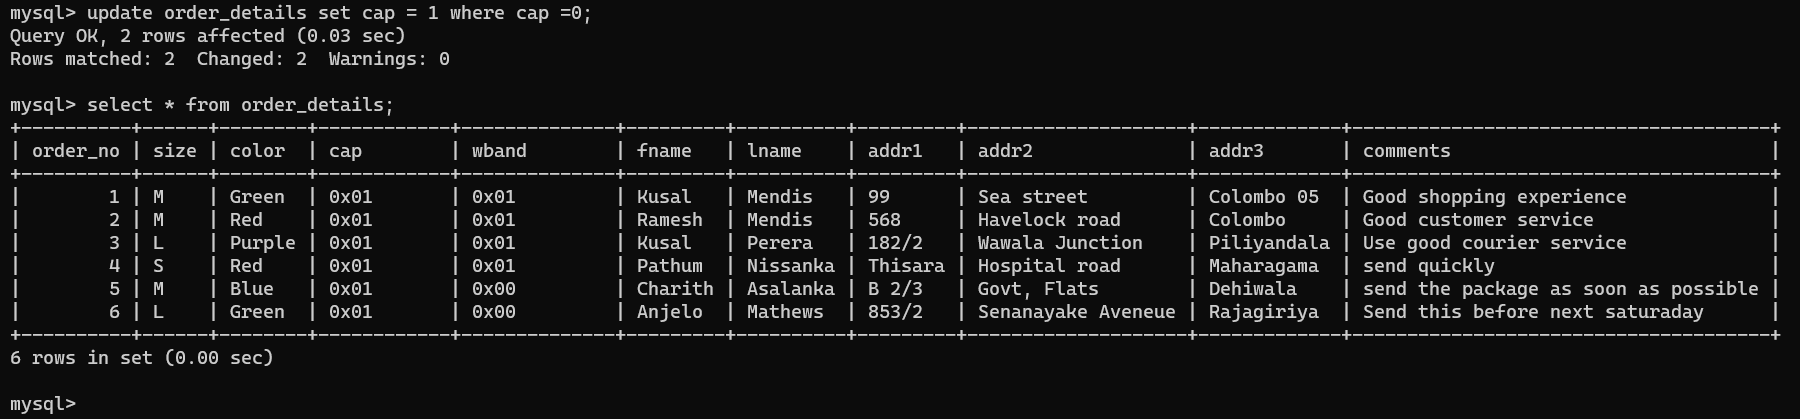 mysql> update order_details set cap = 1 where cap =0;
Query OK, 2 rows affected (0.03 sec)
Rows matched: 2  Changed: 2  Warnings: 0
mysql> select * from order_details;
+----------+------+--------+------------+--------------+---------+----------+---------+--------------------+-------------+--------------------------------------+
| order_no | size | color  | cap        | wband        | fname   | lname    | addr1   | addr2              | addr3       | comments                             |
+----------+------+--------+------------+--------------+---------+----------+---------+--------------------+-------------+--------------------------------------+
|        1 | M    | Green  | 0x01       | 0x01         | Kusal   | Mendis   | 99      | Sea street         | Colombo 05  | Good shopping experience             |
|        2 | M    | Red    | 0x01       | 0x01         | Ramesh  | Mendis   | 568     | Havelock road      | Colombo     | Good customer service                |
|        3 | L    | Purple | 0x01       | 0x01         | Kusal   | Perera   | 182/2   | Wawala Junction    | Piliyandala | Use good courier service             |
|        4 | S    | Red    | 0x01       | 0x01         | Pathum  | Nissanka | Thisara | Hospital road      | Maharagama  | send quickly                         |
|        5 | M    | Blue   | 0x01       | 0x00         | Charith | Asalanka | B 2/3   | Govt, Flats        | Dehiwala    | send the package as soon as possible |
|        6 | L    | Green  | 0x01       | 0x00         | Anjelo  | Mathews  | 853/2   | Senanayake Aveneue | Rajagiriya  | Send this before next saturaday      |
+----------+------+--------+------------+--------------+---------+----------+---------+--------------------+-------------+--------------------------------------+
6 rows in set (0.00 sec)
mysql>